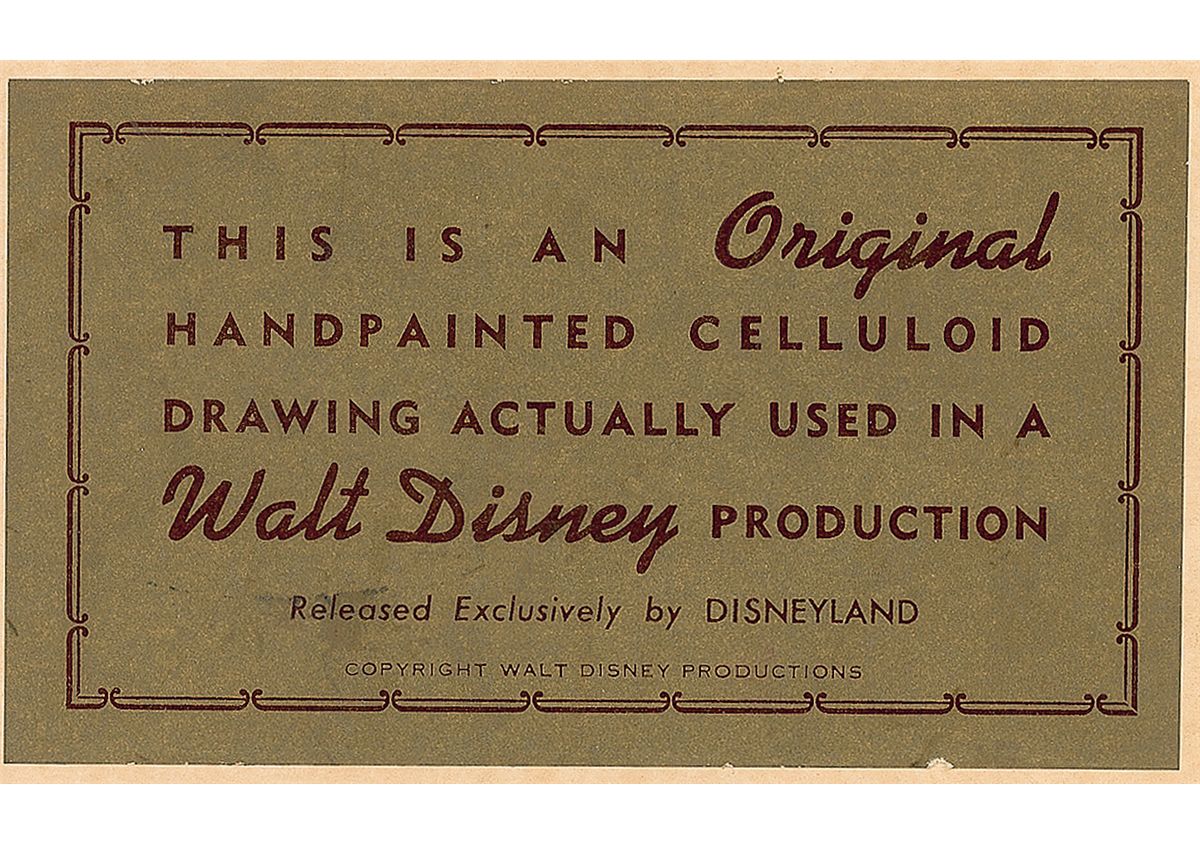 THIS IS AN Original
HANDPAINTED CELLULOID
DRAWING ACTUALLY USED IN A
Walt Disney PRODUCTION
Released Exclusively by DISNEYLAND
COPYRIGHT WALT DISNEY PRODUCTIONS